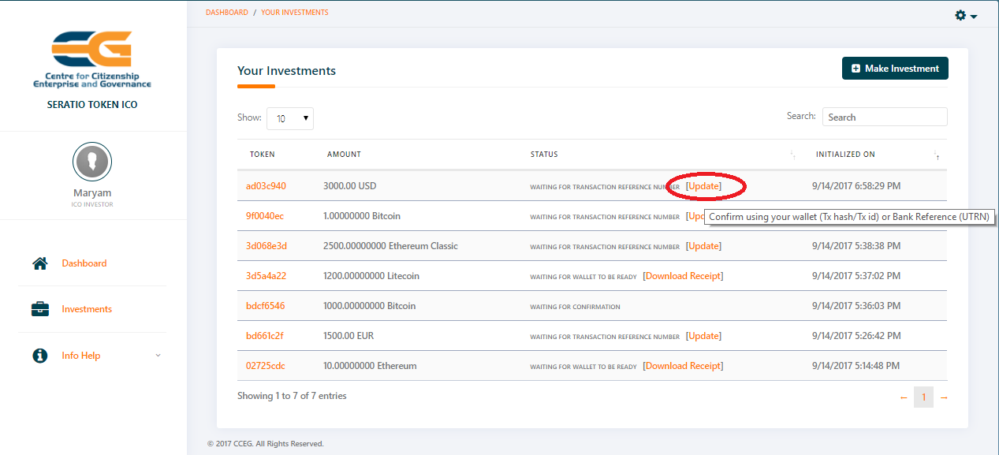 DASHBOARD / YOUR INVESTMENTS
CEG
Centre for Citizenship
Enterprise and Governance
SERATIO TOKEN ICO
Maryam
ICO INVESTOR
Dashboard
Investments
Info Help
Your Investments
Make Investment
Show: 10
Search: Search
TOKEN AMOUNT STATUS INITIALIZED ON
ad03c940 3000.00 USD WAITING FOR TRANSACTION REFERENCE NUMBER [Update] 9/14/2017 6:58:29 PM
9f0040ec 1.00000000 Bitcoin WAITING FOR TRANSACTION REFERENCE NUMBER [Up
Confirm using your wallet (Tx hash/Tx id) or Bank Reference (UTRN)
3d068e3d 2500.00000000 Ethereum Classic WAITING FOR TRANSACTION REFERENCE NUMBER [Update] 9/14/2017 5:38:38 PM
3d5a4a22 1200.00000000 Litecoin WAITING FOR WALLET TO BE READY [Download Receipt] 9/14/2017 5:37:02 PM
bdcf6546 1000.00000000 Bitcoin WAITING FOR CONFIRMATION 9/14/2017 5:36:03 PM
bd661c2f 1500.00 EUR WAITING FOR TRANSACTION REFERENCE NUMBER [Update] 9/14/2017 5:26:42 PM
02725cdc 10.00000000 Ethereum WAITING FOR WALLET TO BE READY [Download Receipt] 9/14/2017 5:14:48 PM
Showing 1 to 7 of 7 entries
← 1 →
© 2017 CCEG. All Rights Reserved.